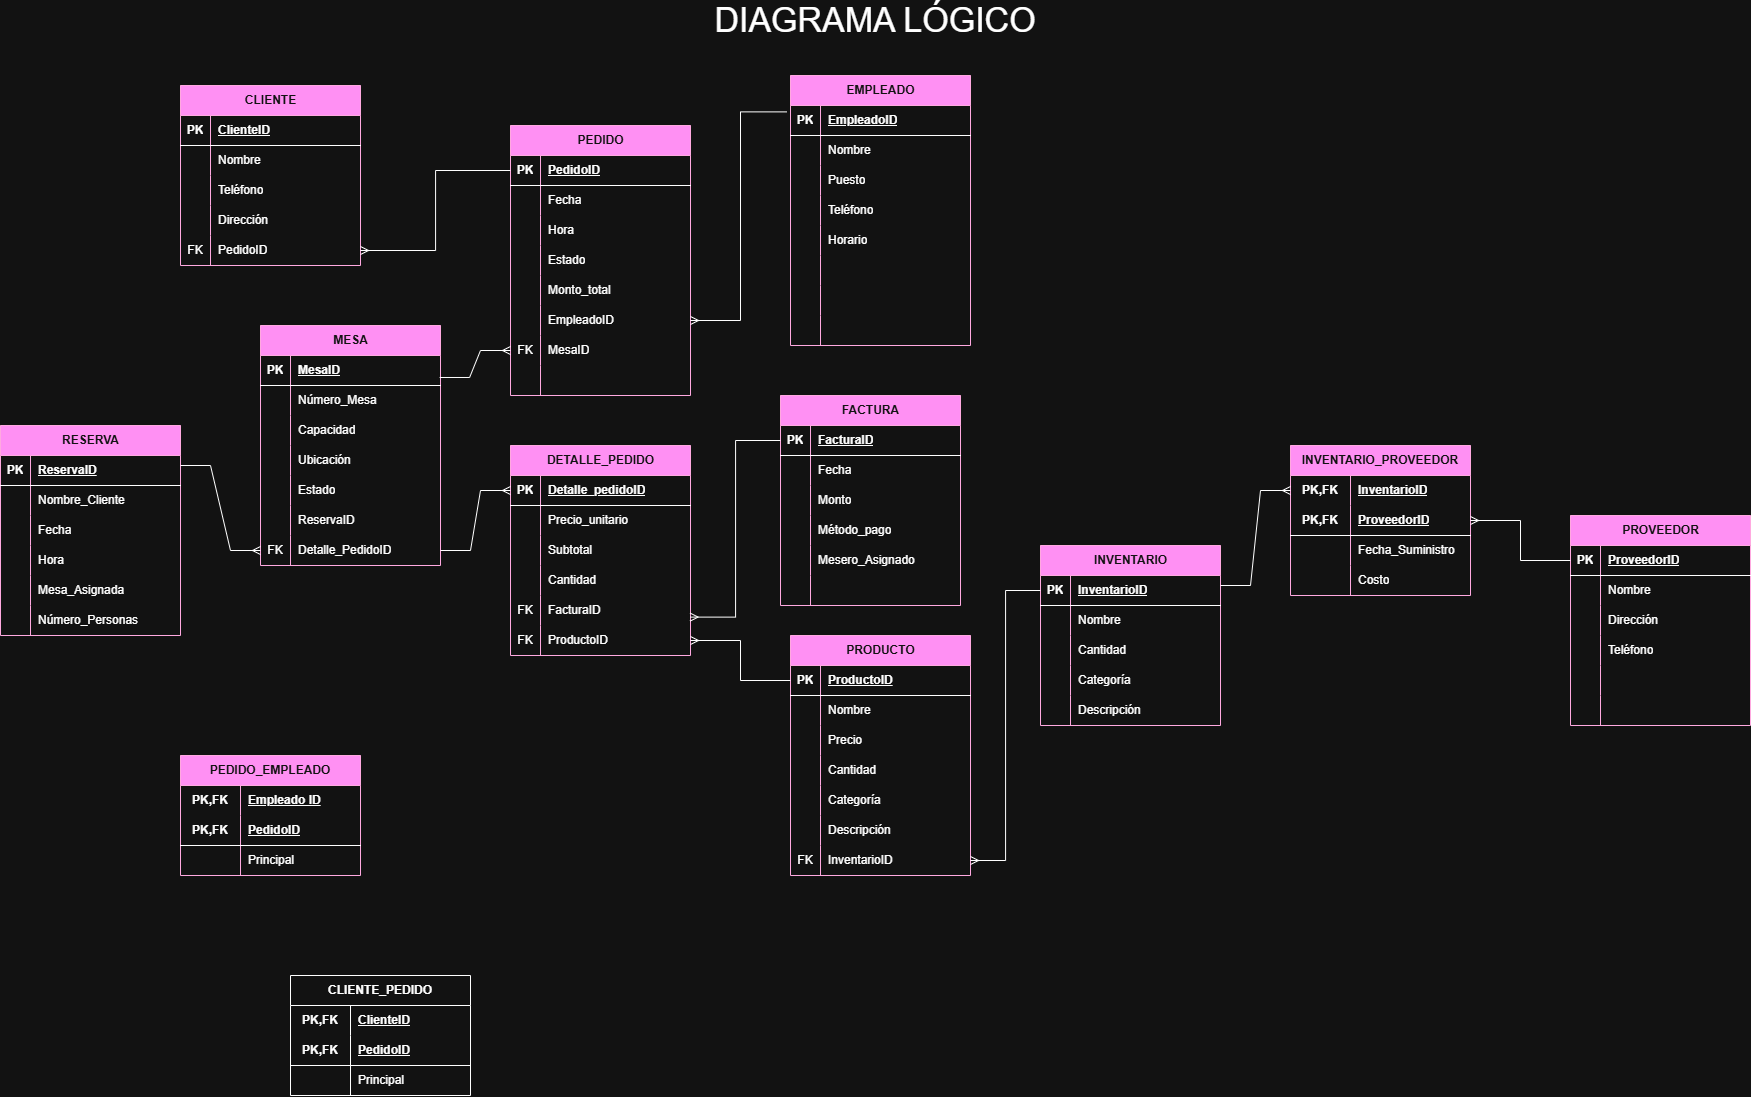 DIAGRAMA LÓGICO
CLIENTE
PK ClienteID
Nombre
Teléfono
Dirección
FK PedidoID
PEDIDO
PK PedidoID
Fecha
Hora
Estado
Monto_total
EmpleadoID
FK MesaID
EMPLEADO
PK EmpleadoID
Nombre
Puesto
Teléfono
Horario
MESA
PK MesaID
Número_Mesa
Capacidad
Ubicación
Estado
ReservaID
FK Detalle_PedidoID
RESERVA
PK ReservaID
Nombre_Cliente
Fecha
Hora
Mesa_Asignada
Número_Personas
DETALLE_PEDIDO
PK Detalle_pedidoID
Precio_unitario
Subtotal
Cantidad
FK FacturaID
FK ProductoID
FACTURA
PK FacturaID
Fecha
Monto
Método_pago
Mesero_Asignado
PRODUCTO
PK ProductoID
Nombre
Precio
Cantidad
Categoría
Descripción
FK InventarioID
INVENTARIO
PK InventarioID
Nombre
Cantidad
Categoría
Descripción
INVENTARIO_PROVEEDOR
PK,FK InventarioID
PK,FK ProveedorID
Fecha_Suministro
Costo
PROVEEDOR
PK ProveedorID
Nombre
Dirección
Teléfono
PEDIDO_EMPLEADO
PK,FK Empleado ID
PK,FK PedidoID
Principal
CLIENTE_PEDIDO
PK,FK ClienteID
PK,FK PedidoID
Principal